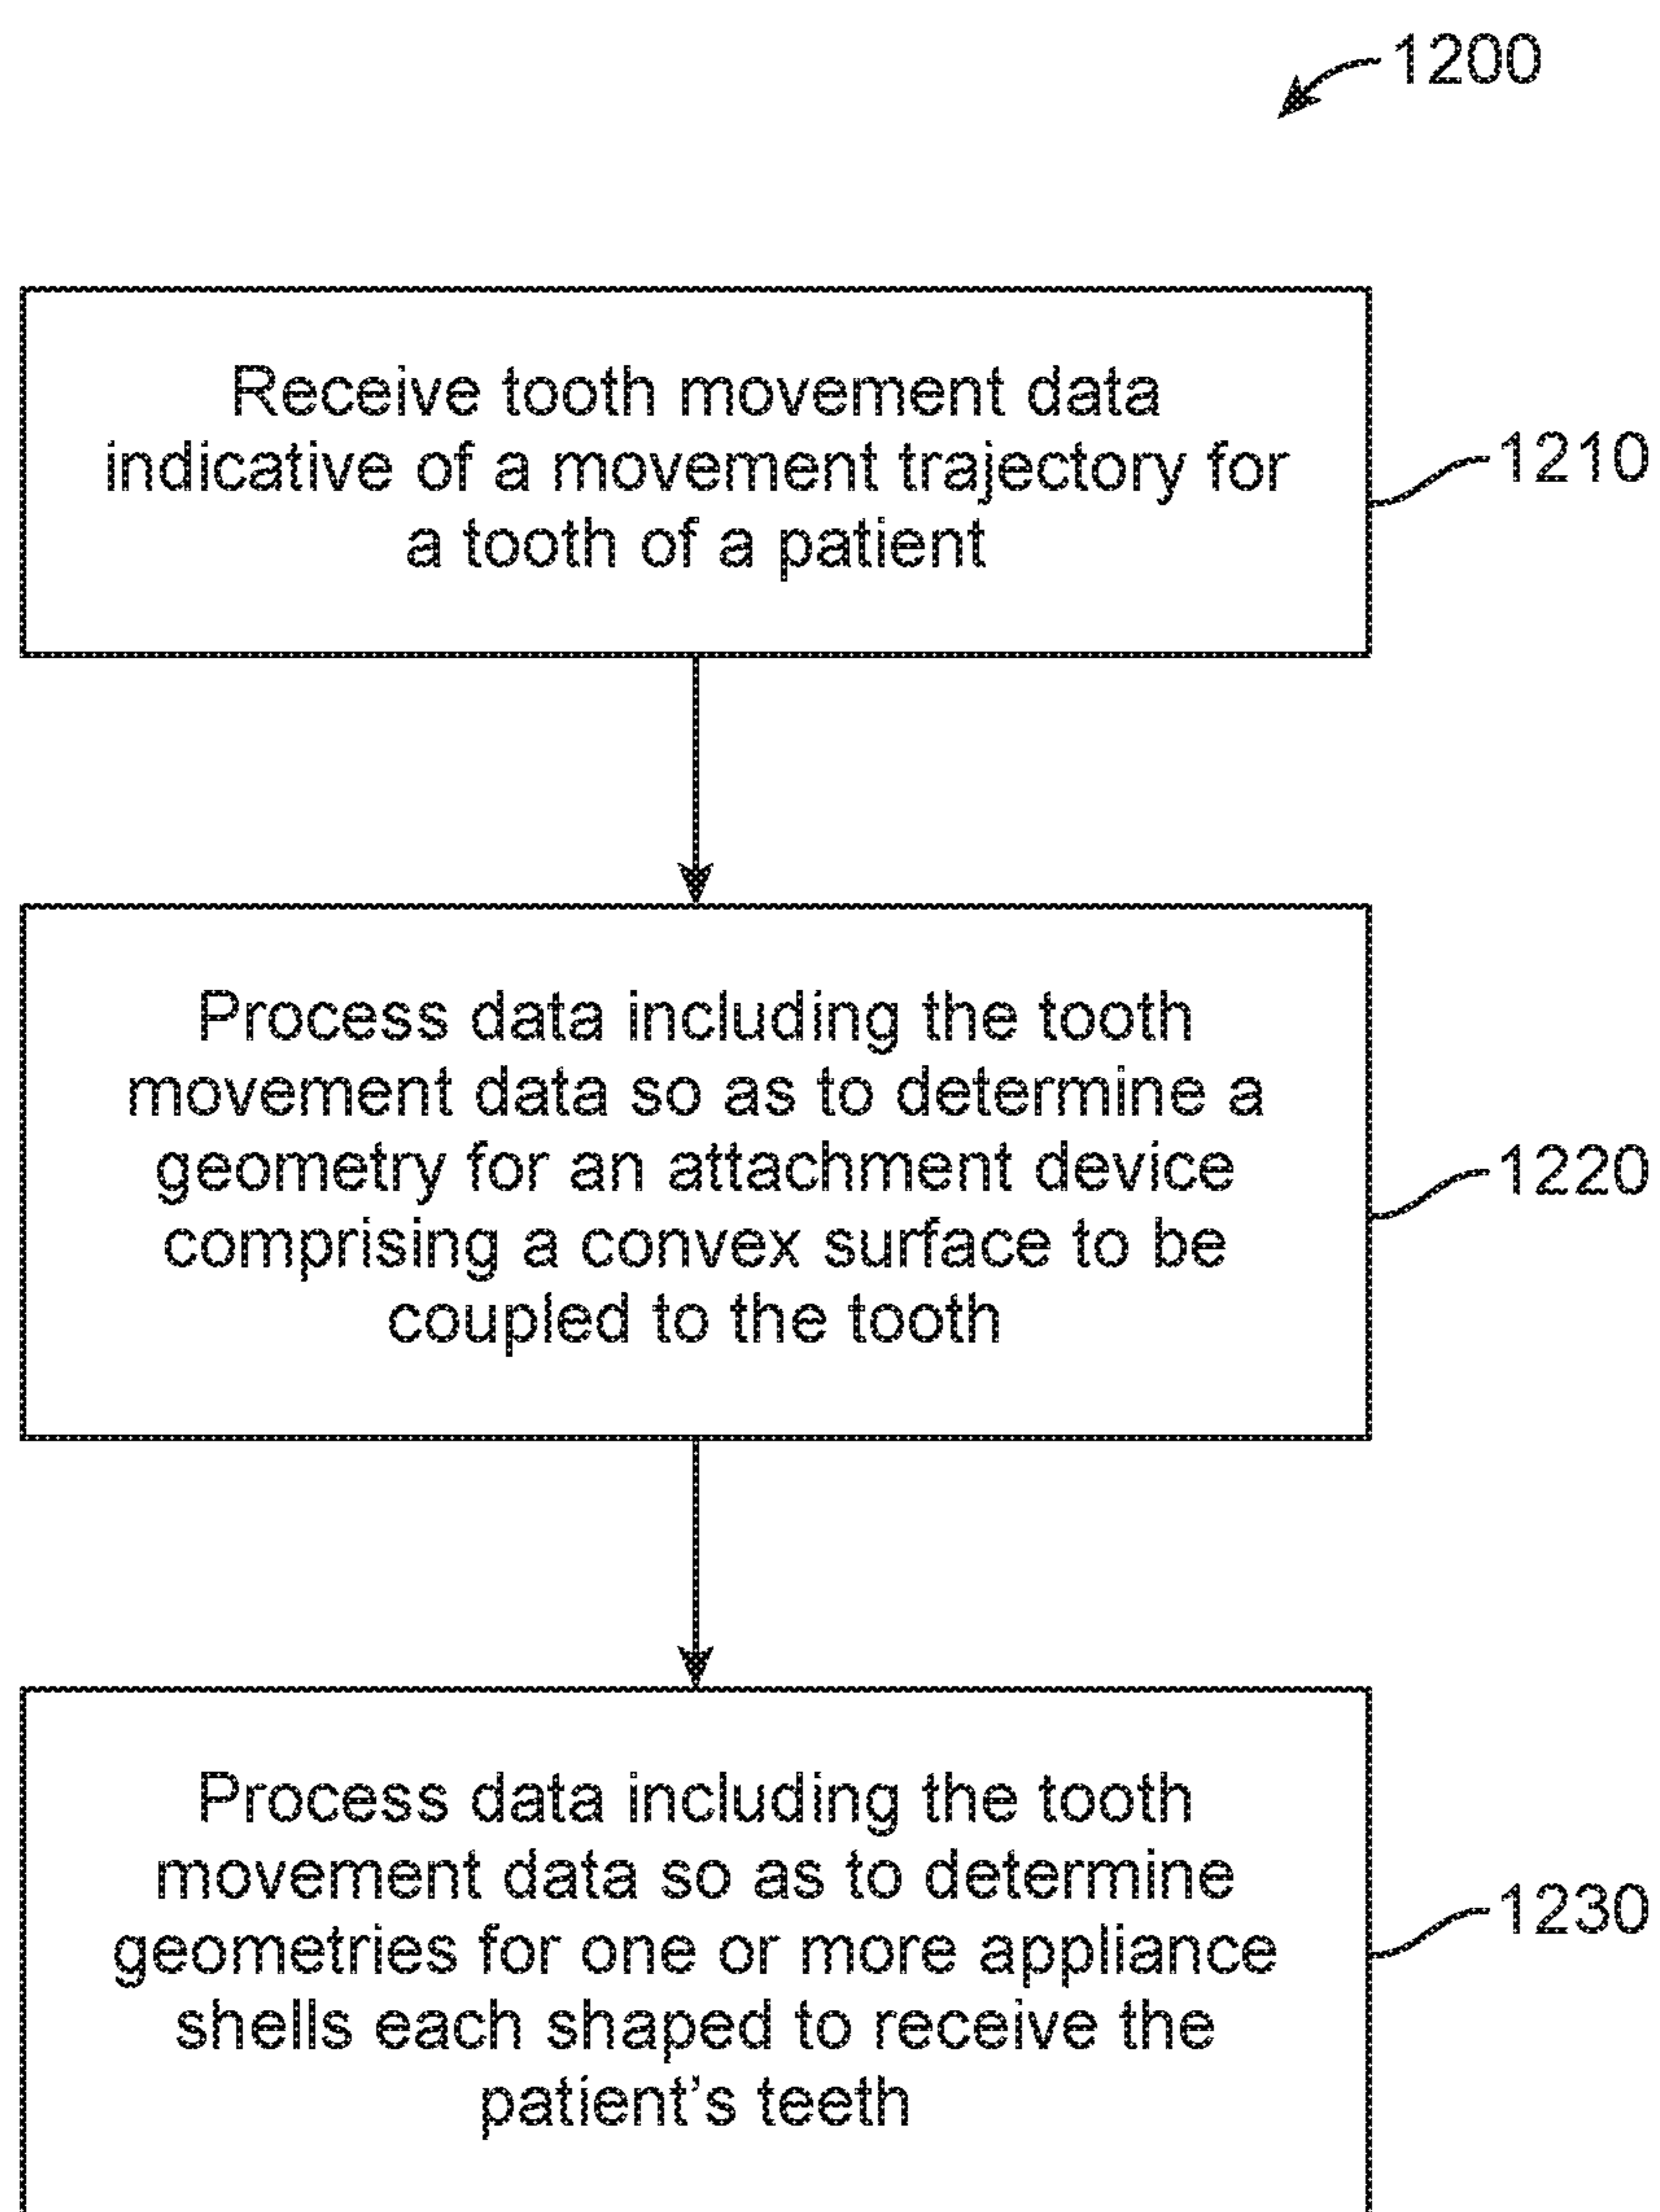 1200
Receive tooth movement data
indicative of a movement trajectory for
a tooth of a patient
1210
Process data including the tooth
movement data so as to determine a
geometry for an attachment device
comprising a convex surface to be
coupled to the tooth
1220
Process data including the tooth
movement data so as to determine
geometries for one or more appliance
shells each shaped to receive the
patient's teeth
1230